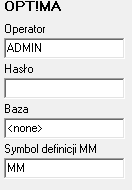 OPT!MA
Operator
ADMIN
Hasło
Baza
<none>
Symbol definicji MM
MM